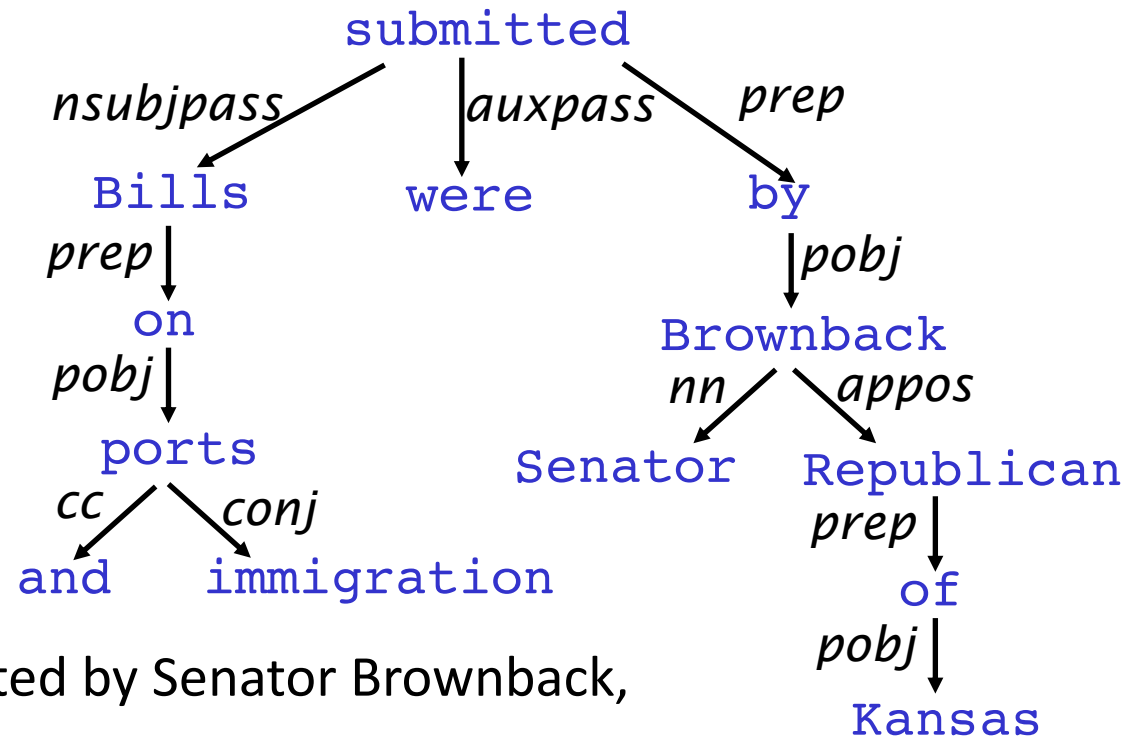 submitted
nsubjpass auxpass prep
Bills were by
prep pobj
on Brownback
pobj nn appos
ports Senator Republican
cc conj prep
and immigration of
pobj
ted by Senator Brownback,
Kansas